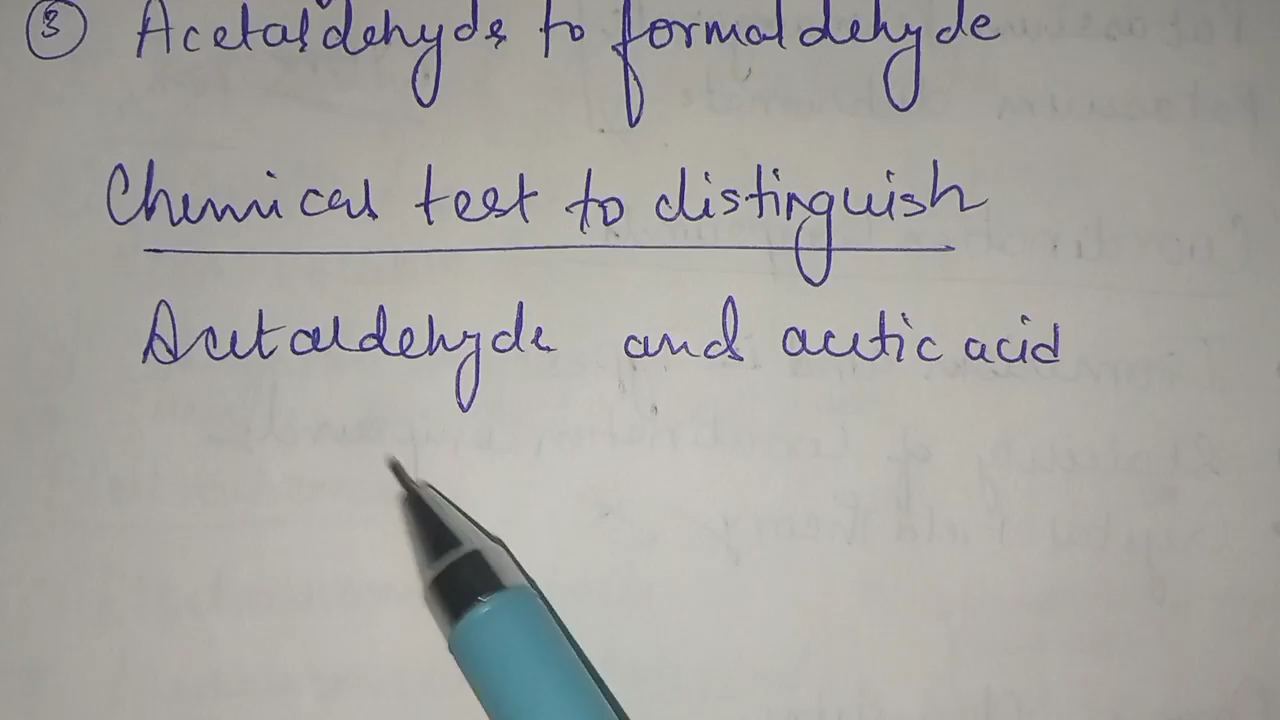 ③ Acetaldehyde to formaldehyde
Chemical test to distinguish
Acetaldehyde and acetic acid